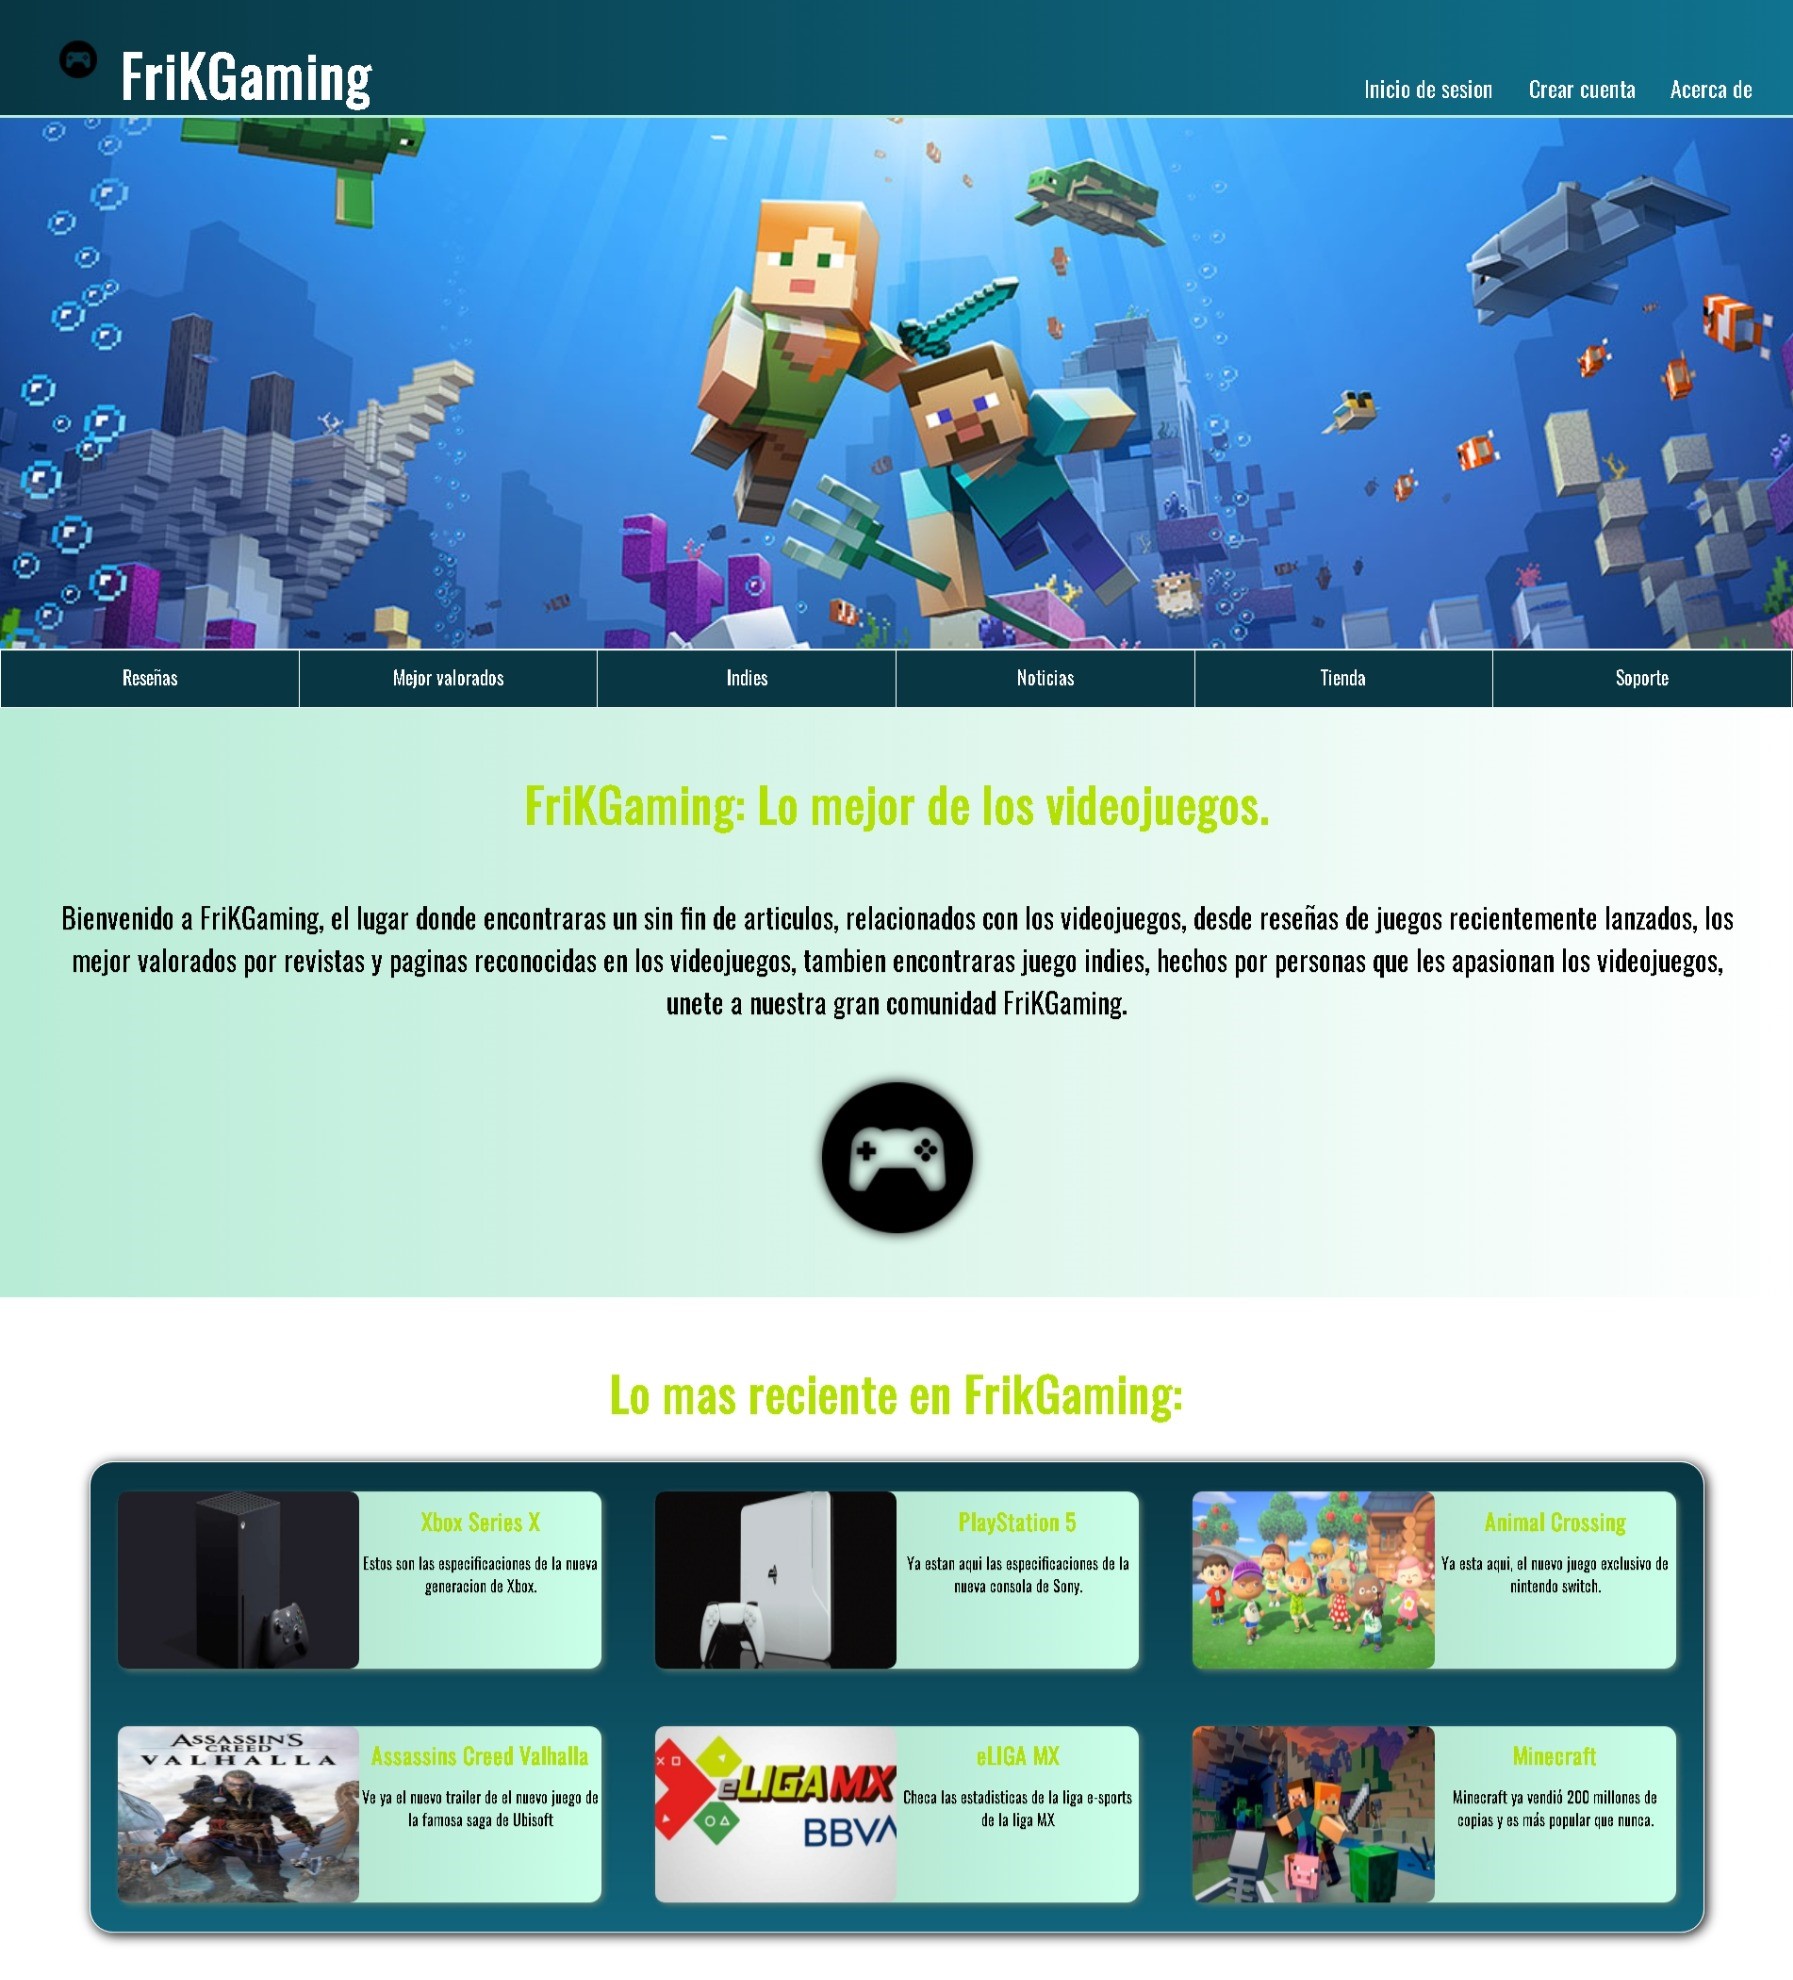 FriKGaming
Inicio de sesion
Crear cuenta
Acerca de
Reseñas
Mejor valorados
Indies
Noticias
Tienda
Soporte
FriKGaming: Lo mejor de los videojuegos.
Bienvenido a FriKGaming, el lugar donde encontraras un sin fin de articulos, relacionados con los videojuegos, desde reseñas de juegos recientemente lanzados, los
mejor valorados por revistas y paginas reconocidas en los videojuegos, tambien encontraras juego indies, hechos por personas que les apasionan los videojuegos,
unete a nuestra gran comunidad FriKGaming.
Lo mas reciente en FrikGaming:
Xbox Series X
Estos son las especificaciones de la nueva
generacion de Xbox.
PlayStation 5
Ya estan aqui las especificaciones de la
nueva consola de Sony.
Animal Crossing
Ya esta aqui, el nuevo juego exclusivo de
nintendo switch.
ASSASSIN'S
CREED
VALHALLA
Assassins Creed Valhalla
Ve ya el nuevo trailer de el nuevo juego de
la famosa saga de Ubisoft
eLIGA MX
BBVA
eLIGA MX
Checa las estadisticas de la liga e-sports
de la liga MX
Minecraft
Minecraft ya vendió 200 millones de
copias y es más popular que nunca.